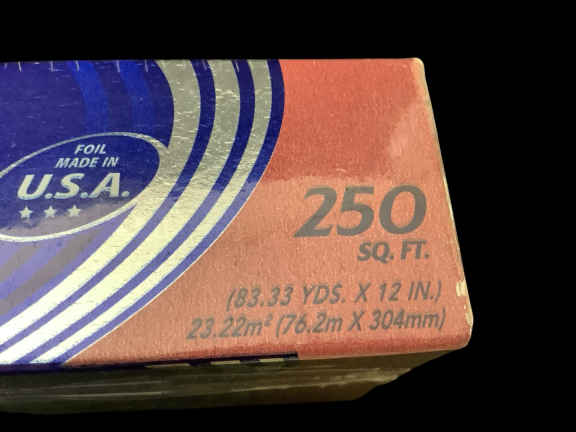 FOIL
MADE IN
U.S.A.
250
SQ. FT.
(83.33 YDS. X 12 IN.)
23.22m² (76.2m X 304mm)